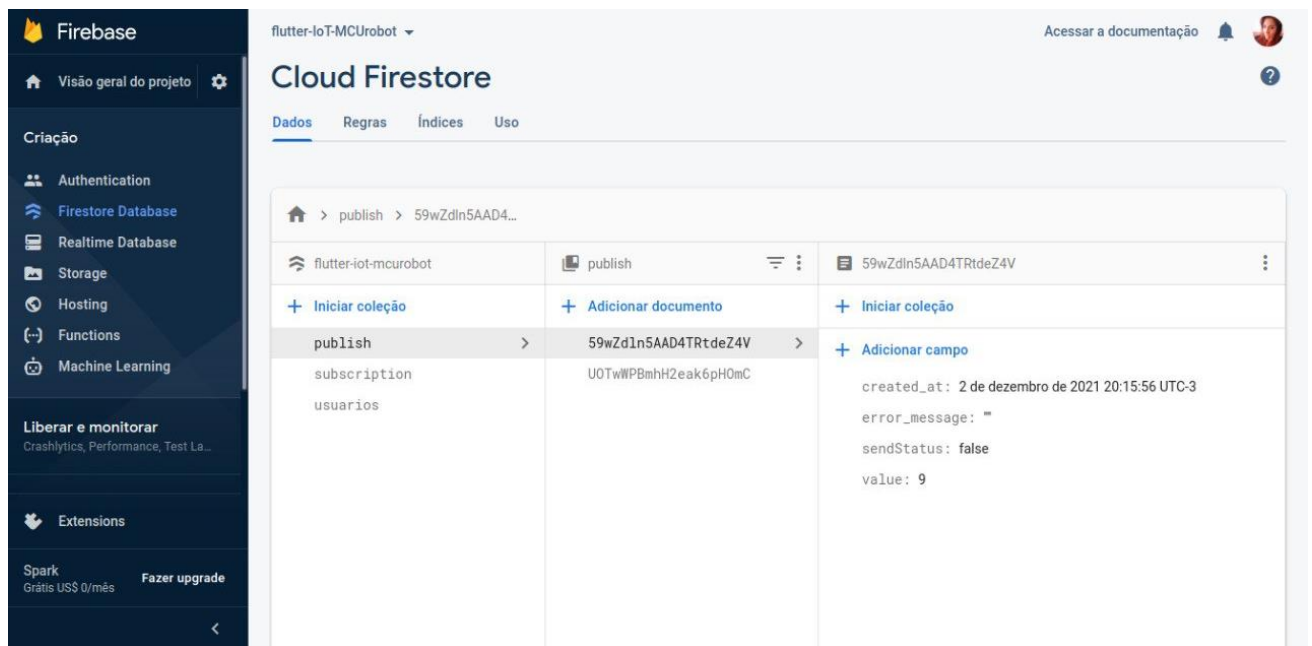 Firebase
Visão geral do projeto
Criação
Authentication
Firestore Database
Realtime Database
Storage
Hosting
Functions
Machine Learning
Liberar e monitorar
Crashlytics, Performance, Test La...
Extensions
Spark
Grátis US$ 0/mês
Fazer upgrade
flutter-IoT-MCUrobot
Acessar a documentação
Cloud Firestore
Dados Regras Índices Uso
> publish > 59wZdln5AAD4...
flutter-iot-mcurobot
+ Iniciar coleção
publish
subscription
usuarios
publish
+ Adicionar documento
59wZdln5AAD4TRtdeZ4V
UOTwWPBmhH2eak6pHOmC
59wZdln5AAD4TRtdeZ4V
+ Iniciar coleção
+ Adicionar campo
created_at: 2 de dezembro de 2021 20:15:56 UTC-3
error_message: ""
sendStatus: false
value: 9